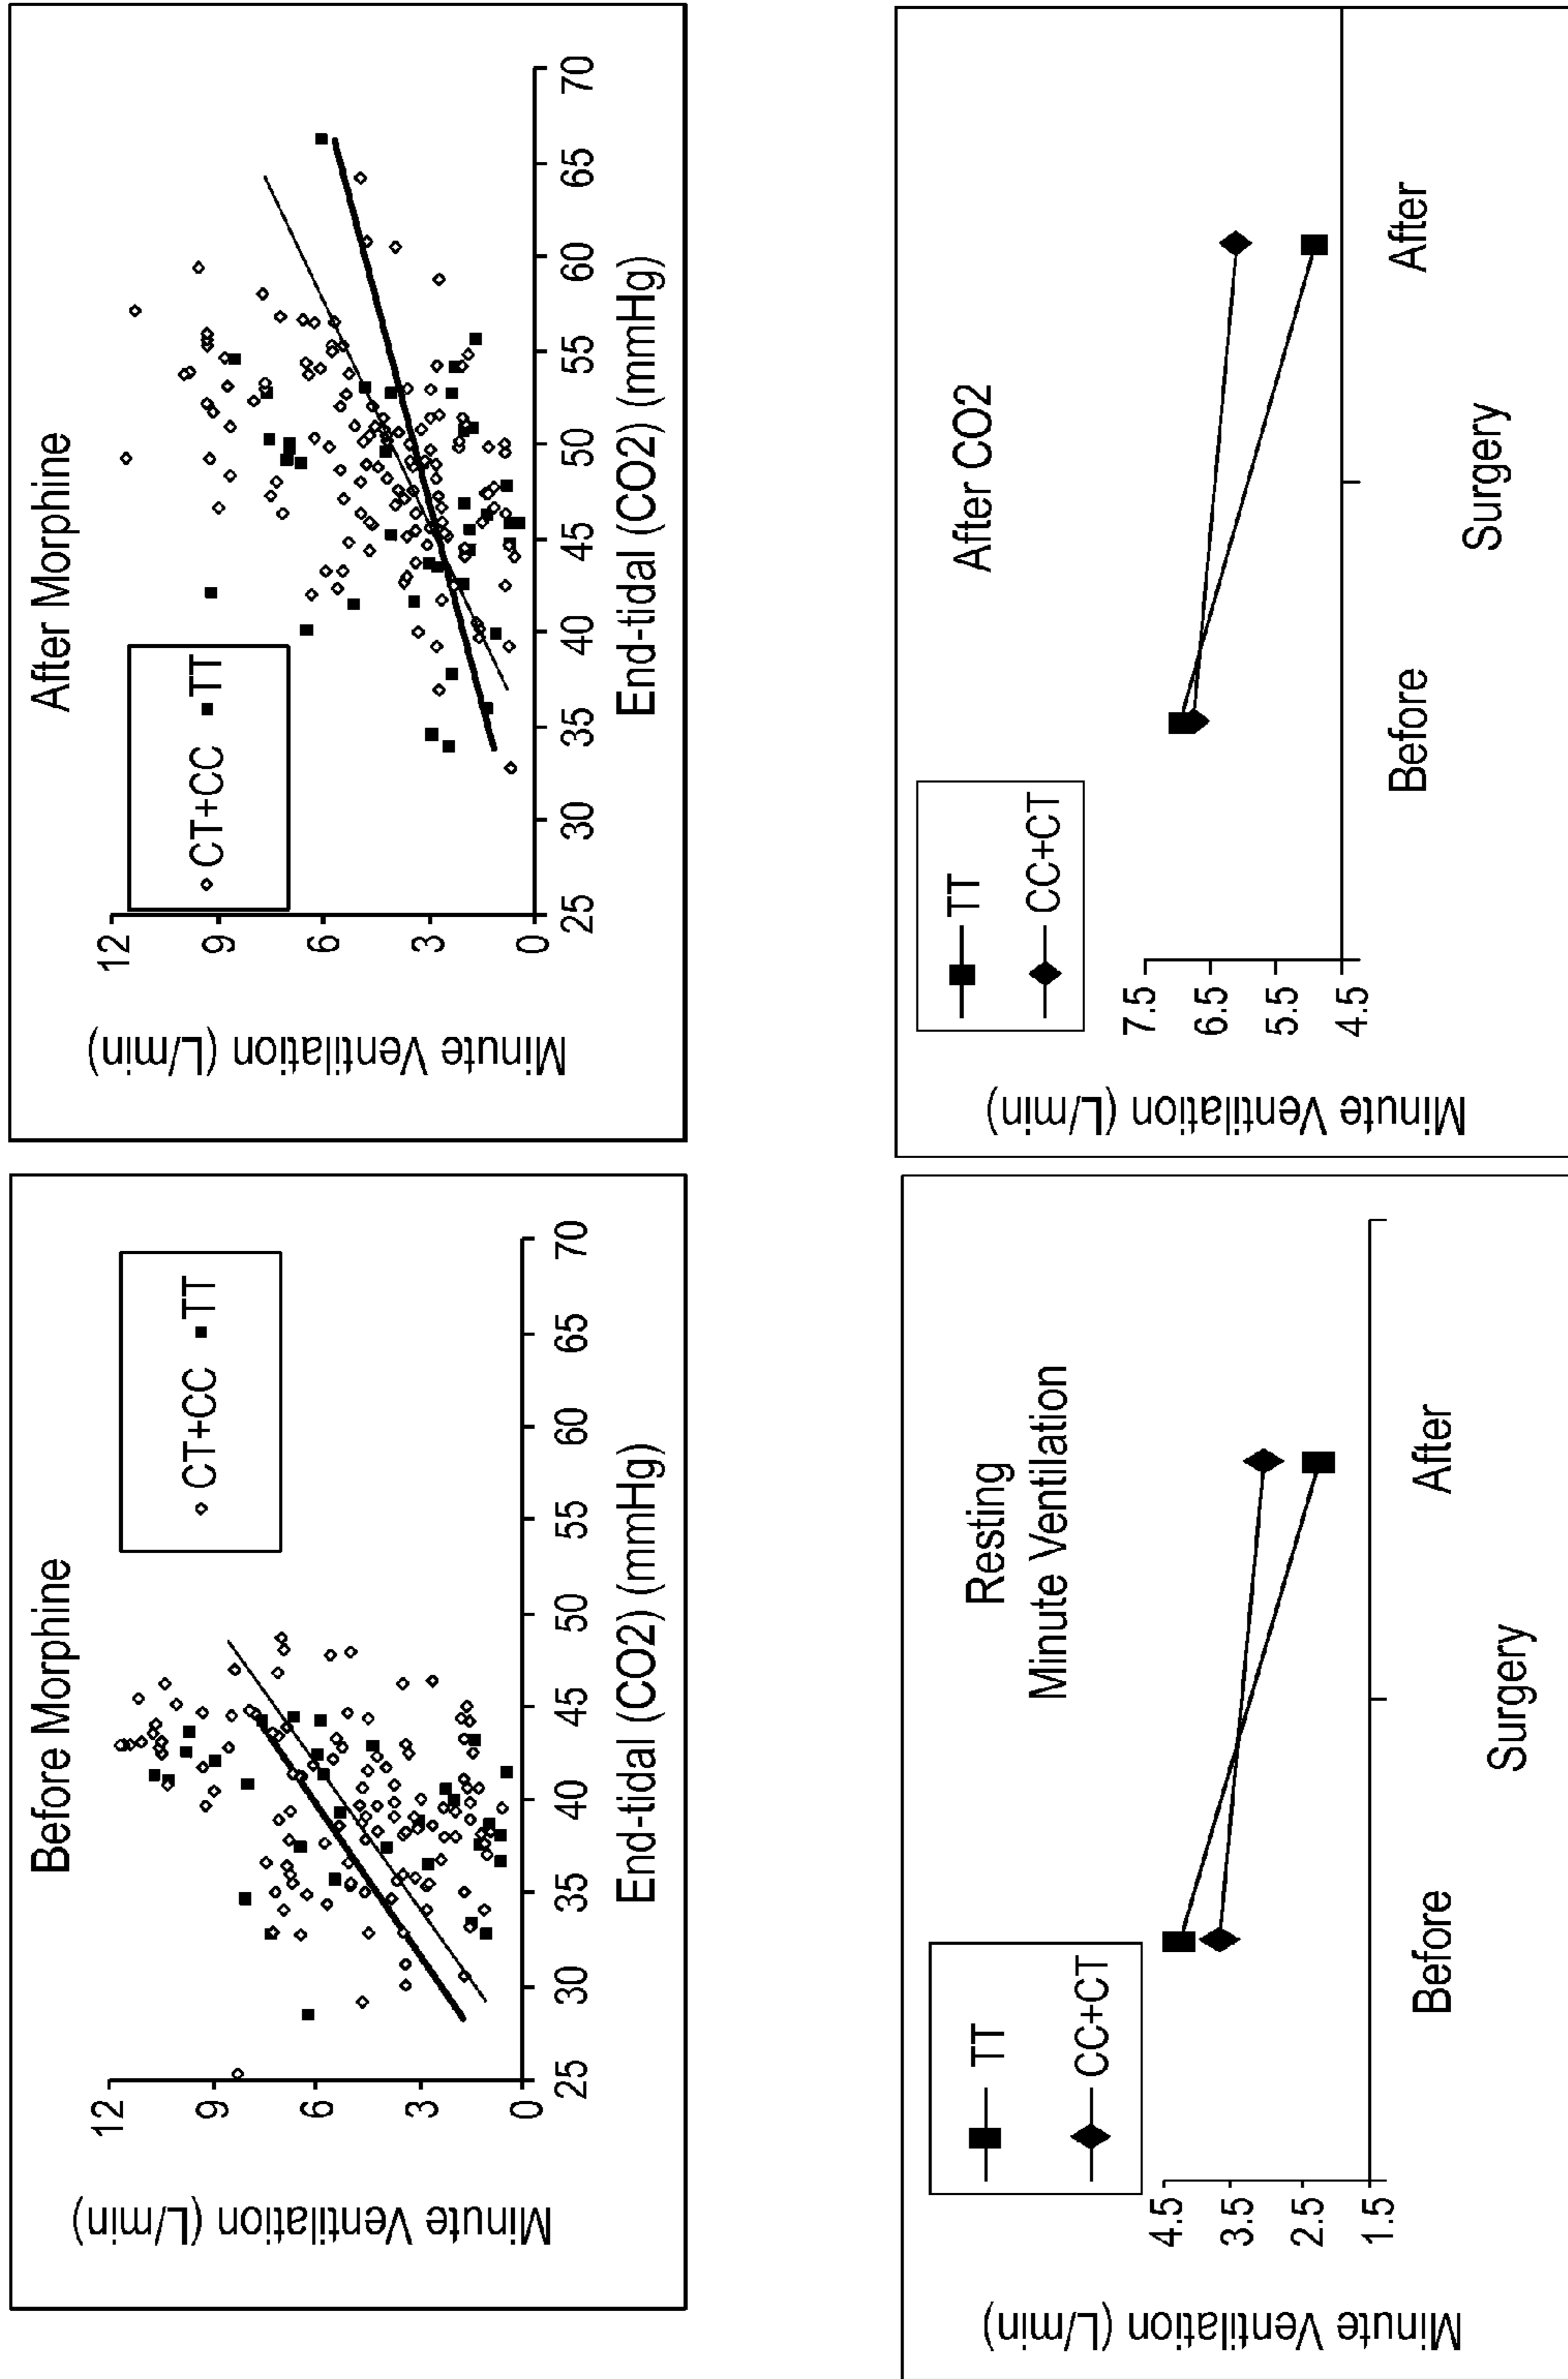 Before Morphine
CT+CC TT
12
9
6
3
0
25 30 35 40 45 50 55 60 65 70
Minute Ventilation (L/min)
End-tidal (CO2) (mmHg)
After Morphine
CT+CC TT
12
9
6
3
0
25 30 35 40 45 50 55 60 65 70
Minute Ventilation (L/min)
End-tidal (CO2) (mmHg)
TT
CC+CT
Resting
Minute Ventilation
4.5
3.5
2.5
1.5
Minute Ventilation (L/min)
Before After
Surgery
TT
CC+CT
After CO2
7.5
6.5
5.5
4.5
Minute Ventilation (L/min)
Before After
Surgery